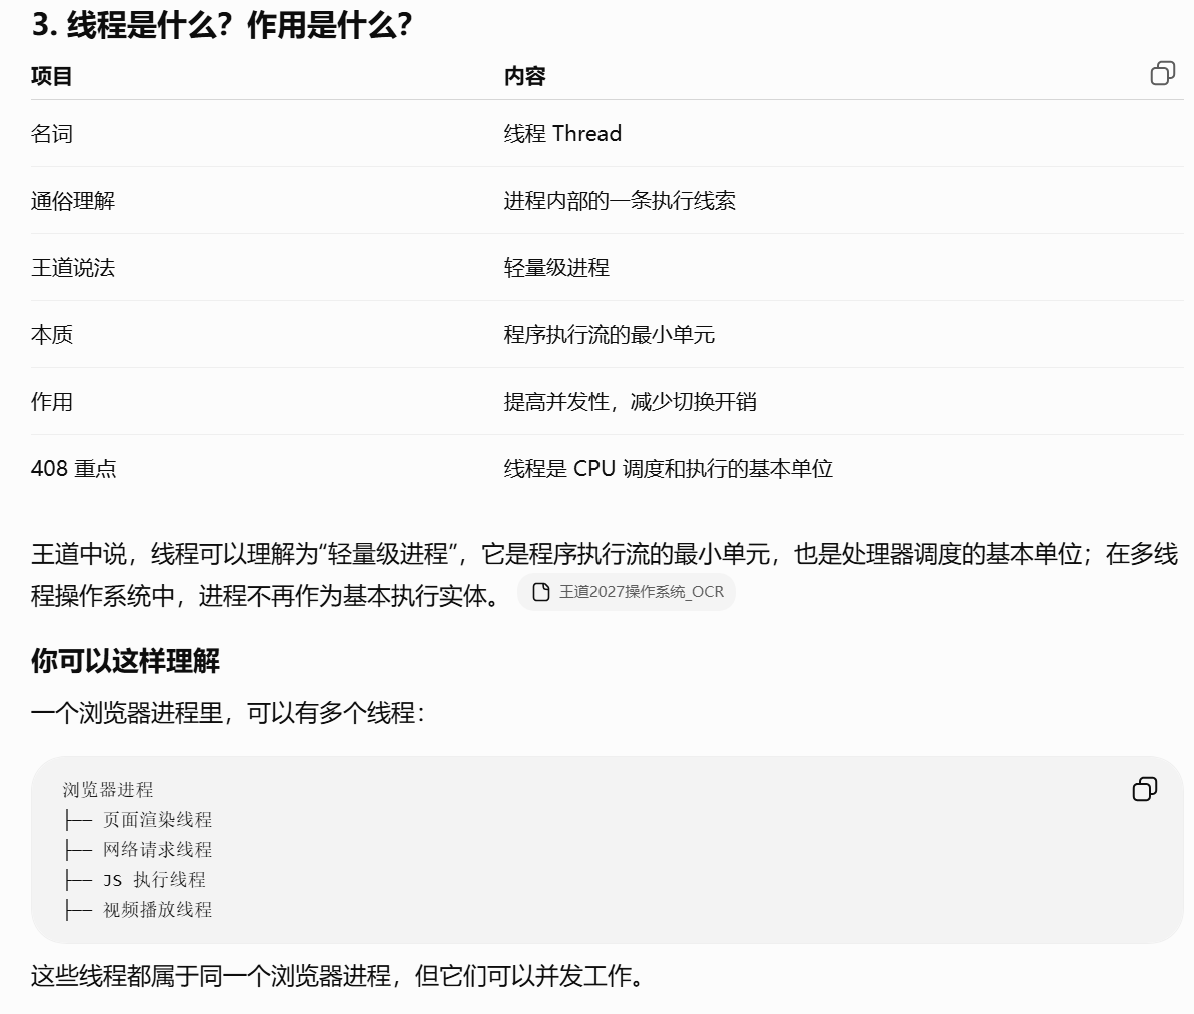 3. 线程是什么？作用是什么？
项目 内容
名词 线程 Thread
通俗理解 进程内部的一条执行线索
王道说法 轻量级进程
本质 程序执行流的最小单元
作用 提高并发性，减少切换开销
408 重点 线程是 CPU 调度和执行的基本单位
王道中说，线程可以理解为“轻量级进程”，它是程序执行流的最小单元，也是处理器调度的基本单位；在多线
程操作系统中，进程不再作为基本执行实体。 王道2027操作系统_OCR
你可以这样理解
一个浏览器进程里，可以有多个线程：
浏览器进程
├── 页面渲染线程
├── 网络请求线程
├── JS 执行线程
├── 视频播放线程
这些线程都属于同一个浏览器进程，但它们可以并发工作。